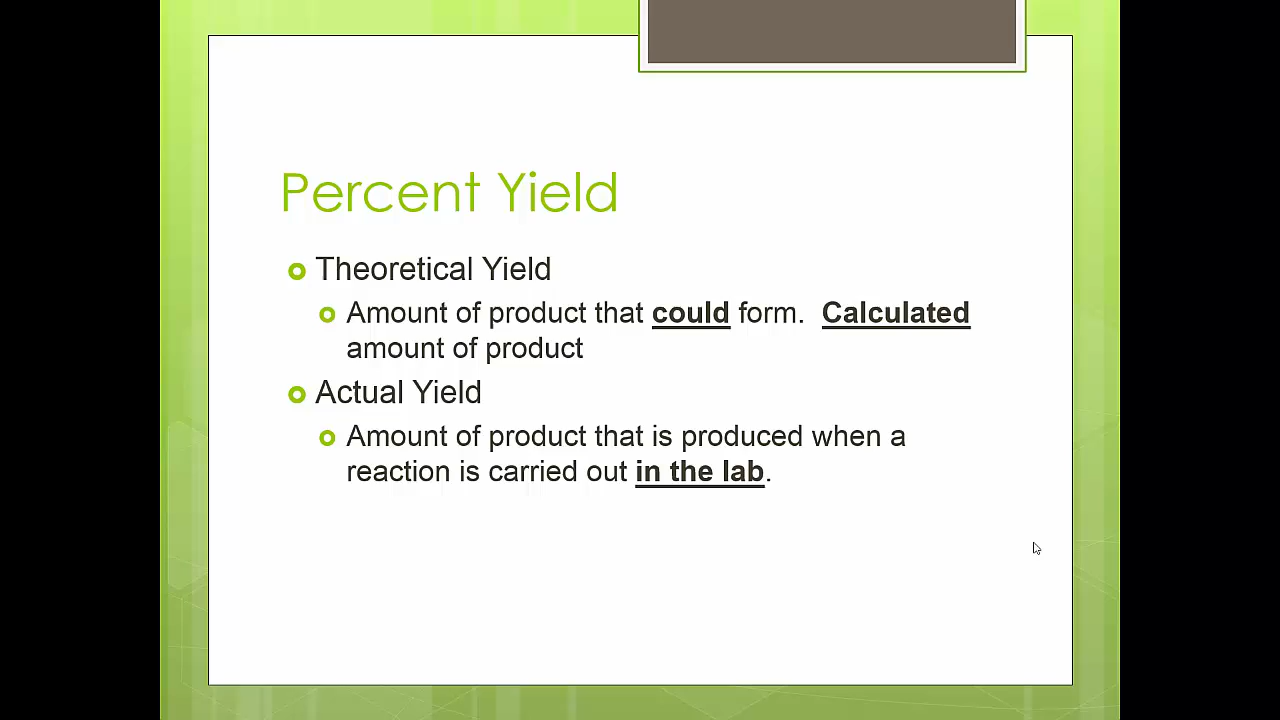 Percent Yield
Theoretical Yield
Amount of product that could form.  Calculated
amount of product
Actual Yield
Amount of product that is produced when a
reaction is carried out in the lab.